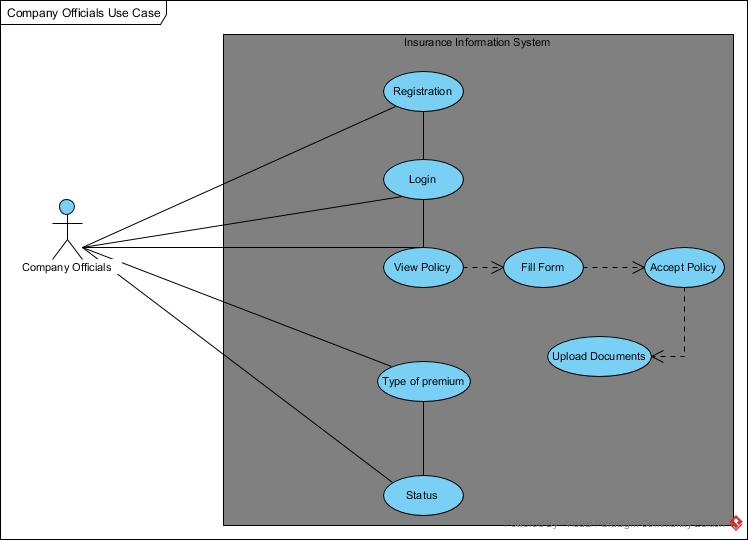 Company Officials Use Case
Insurance Information System
Registration
Login
Company Officials
View Policy
Fill Form
Accept Policy
Upload Documents
Type of premium
Status